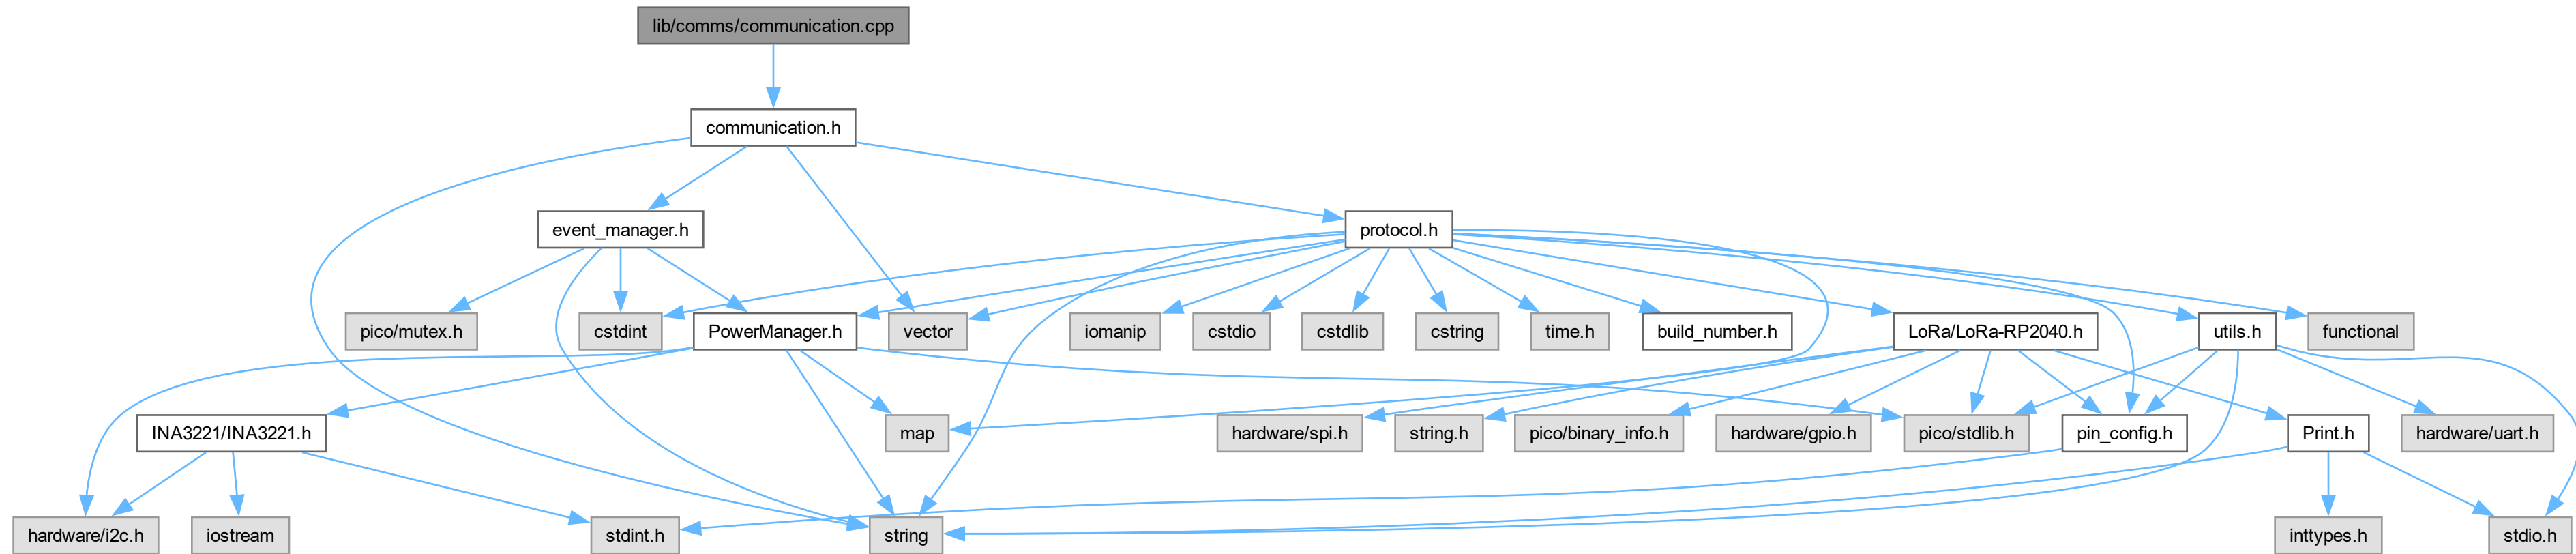 lib/comms/communication.cpp
communication.h
event_manager.h
protocol.h
pico/mutex.h
cstdint
PowerManager.h
vector
iomanip
cstdio
cstdlib
cstring
time.h
build_number.h
LoRa/LoRa-RP2040.h
utils.h
functional
INA3221/INA3221.h
map
hardware/spi.h
string.h
pico/binary_info.h
hardware/gpio.h
pico/stdlib.h
pin_config.h
Print.h
hardware/uart.h
hardware/i2c.h
iostream
stdint.h
string
inttypes.h
stdio.h